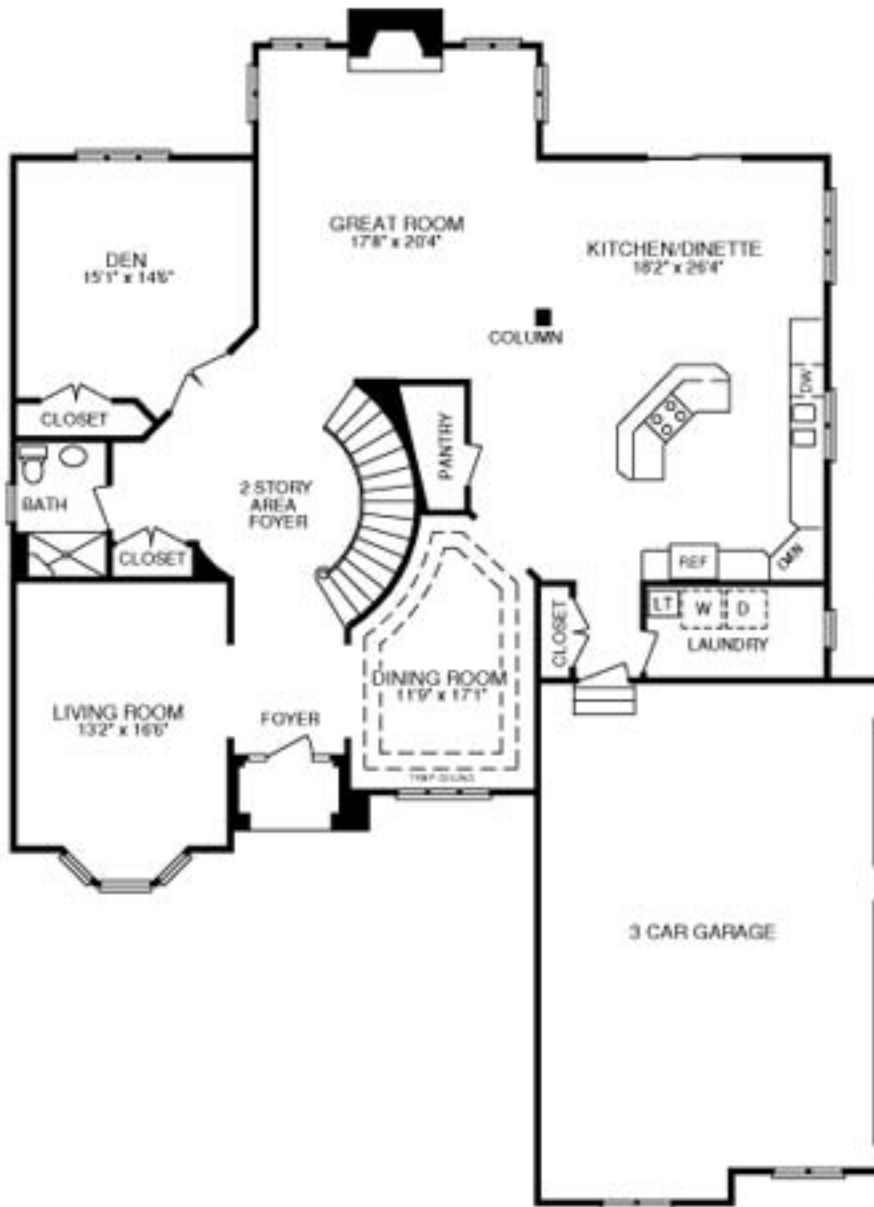 GREAT ROOM
17'8" x 20'4"
DEN
15'1" x 14'6"
KITCHEN/DINETTE
18'2" x 26'4"
COLUMN
DW
CLOSET
PANTRY
2 STORY
AREA
FOYER
BATH
CLOSET
REF
OVEN
CLOSET
LT
W
D
LAUNDRY
DINING ROOM
11'9" x 17'1"
LIVING ROOM
13'2" x 16'6"
FOYER
3 CAR GARAGE